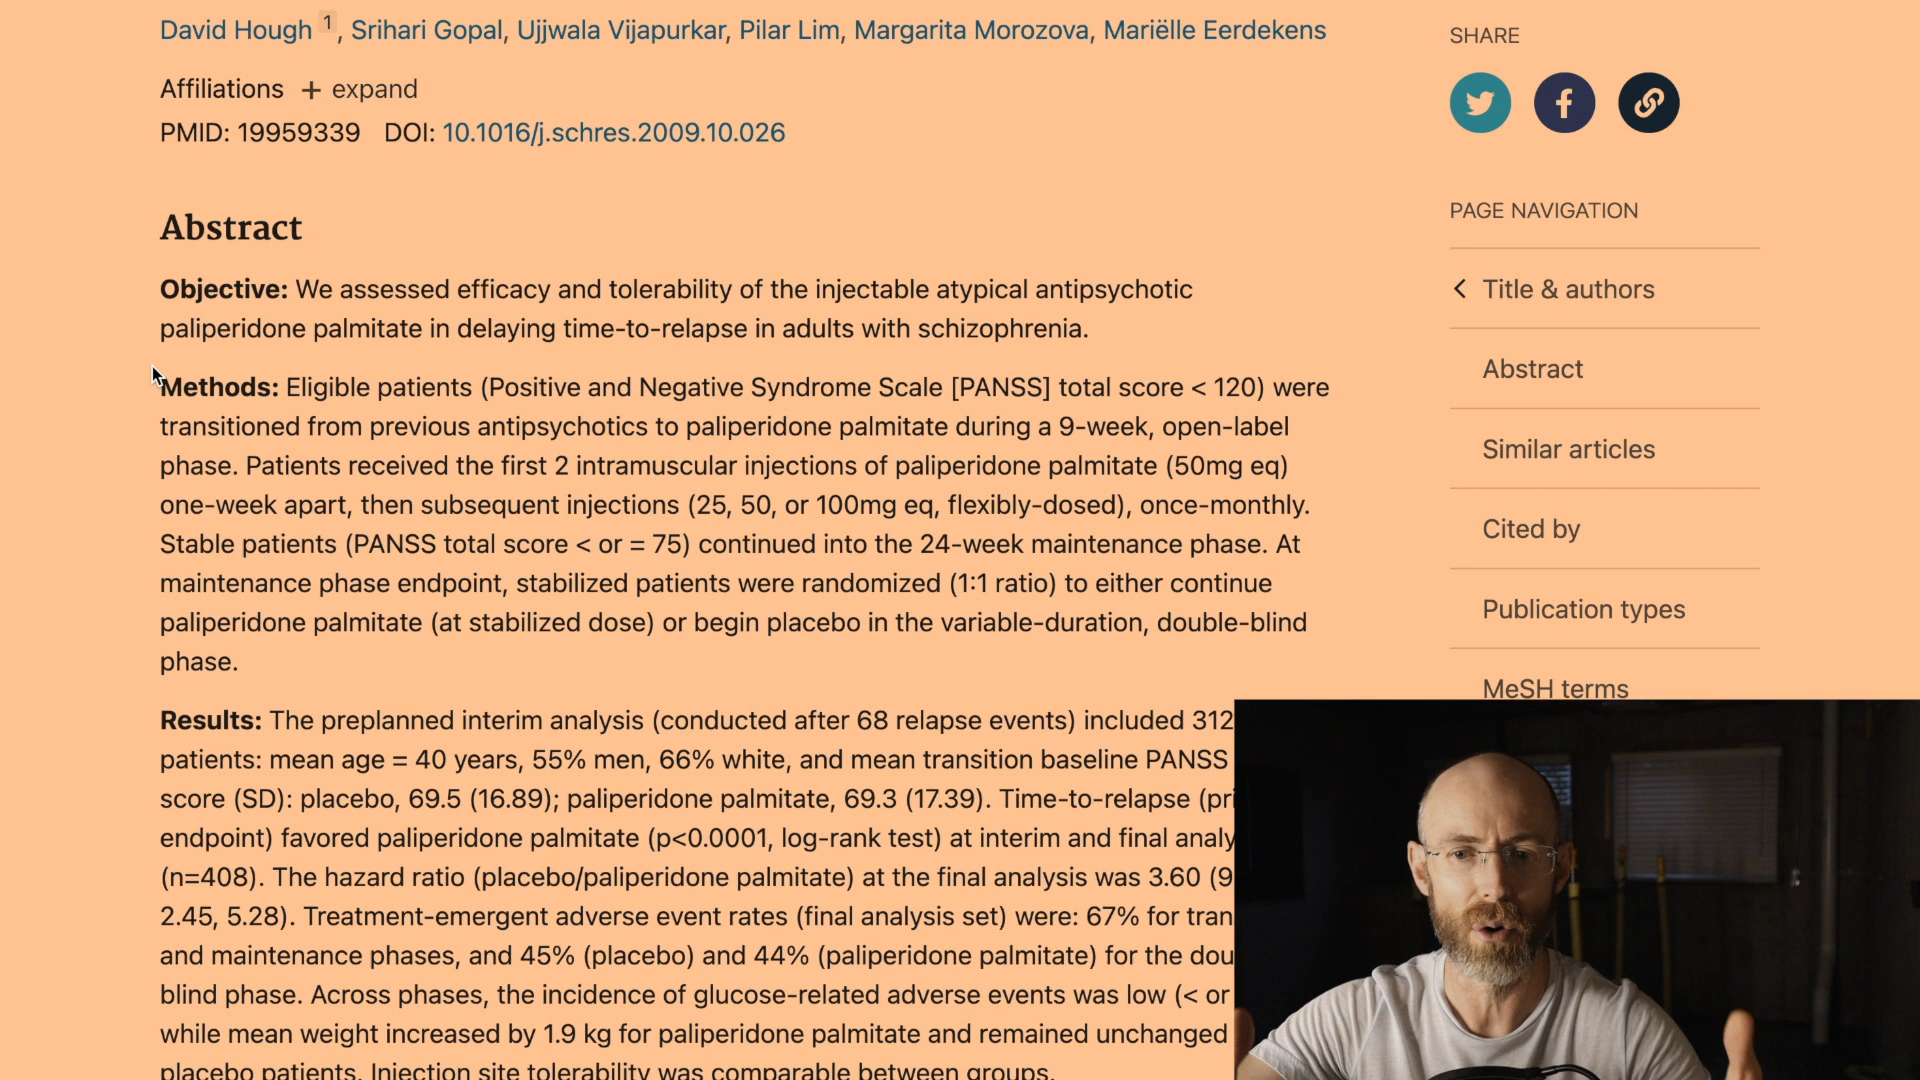 David Hough 1, Srihari Gopal, Ujjwala Vijapurkar, Pilar Lim, Margarita Morozova, Mariëlle Eerdekens
Affiliations + expand
PMID: 19959339 DOI: 10.1016/j.schres.2009.10.026
Abstract
Objective: We assessed efficacy and tolerability of the injectable atypical antipsychotic
paliperidone palmitate in delaying time-to-relapse in adults with schizophrenia.
Methods: Eligible patients (Positive and Negative Syndrome Scale [PANSS] total score < 120) were
transitioned from previous antipsychotics to paliperidone palmitate during a 9-week, open-label
phase. Patients received the first 2 intramuscular injections of paliperidone palmitate (50mg eq)
one-week apart, then subsequent injections (25, 50, or 100mg eq, flexibly-dosed), once-monthly.
Stable patients (PANSS total score < or = 75) continued into the 24-week maintenance phase. At
maintenance phase endpoint, stabilized patients were randomized (1:1 ratio) to either continue
paliperidone palmitate (at stabilized dose) or begin placebo in the variable-duration, double-blind
phase.
Results: The preplanned interim analysis (conducted after 68 relapse events) included 312
patients: mean age = 40 years, 55% men, 66% white, and mean transition baseline PANSS
score (SD): placebo, 69.5 (16.89); paliperidone palmitate, 69.3 (17.39). Time-to-relapse (pri
endpoint) favored paliperidone palmitate (p<0.0001, log-rank test) at interim and final analy
(n=408). The hazard ratio (placebo/paliperidone palmitate) at the final analysis was 3.60 (9
2.45, 5.28). Treatment-emergent adverse event rates (final analysis set) were: 67% for tran
and maintenance phases, and 45% (placebo) and 44% (paliperidone palmitate) for the dou
blind phase. Across phases, the incidence of glucose-related adverse events was low (< or
while mean weight increased by 1.9 kg for paliperidone palmitate and remained unchanged
placebo patients. Injection site tolerability was comparable between groups.
SHARE
PAGE NAVIGATION
Title & authors
Abstract
Similar articles
Cited by
Publication types
MeSH terms